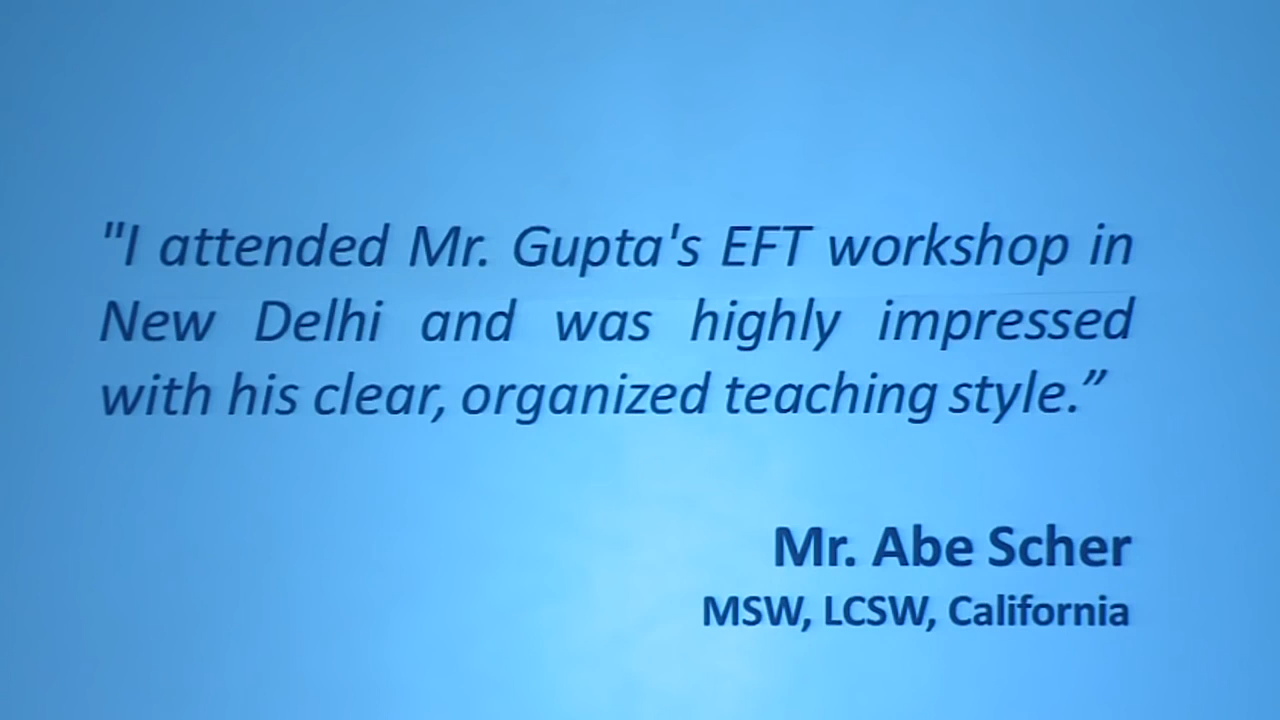 "I attended Mr. Gupta's EFT workshop in
New Delhi and was highly impressed
with his clear, organized teaching style.”
Mr. Abe Scher
MSW, LCSW, California